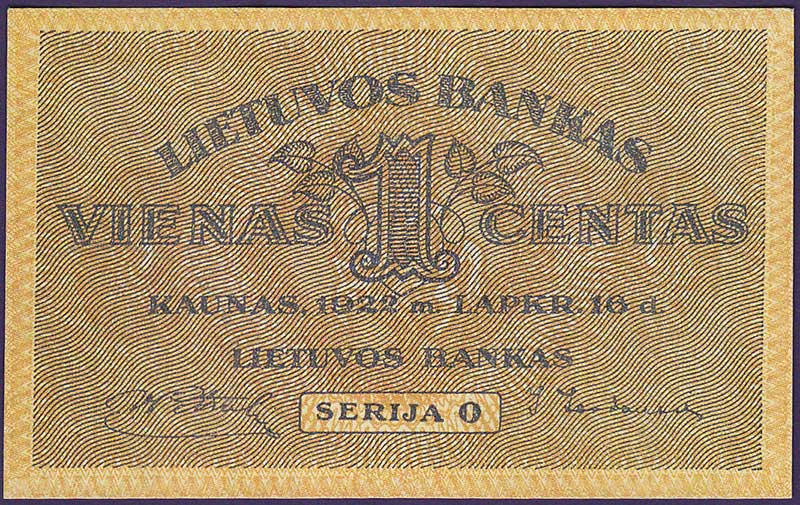 LIETUVOS BANKAS
VIENAS 1 CENTAS
KAUNAS, 1922 m. LAPKR. 16 d.
LIETUVOS BANKAS
SERIJA O